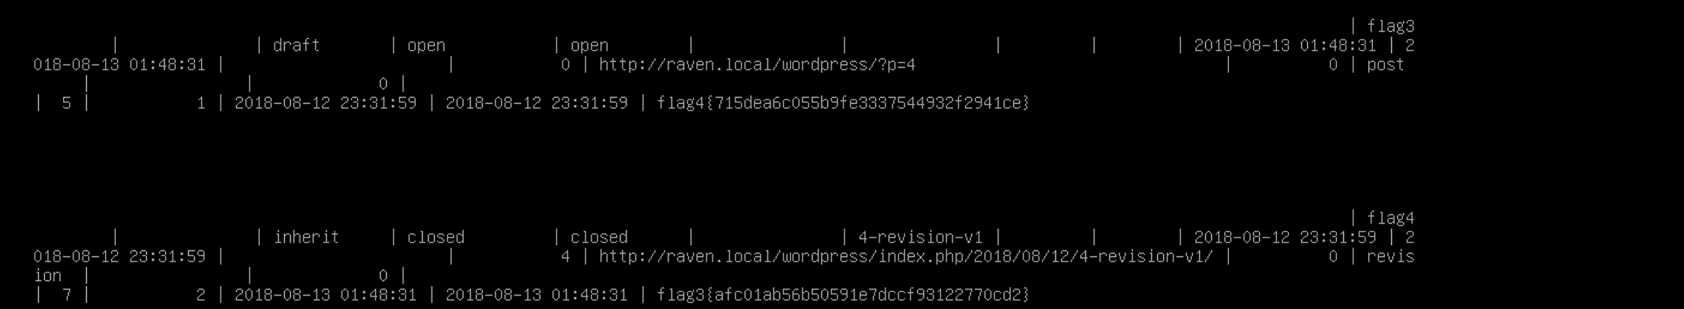 | flag3
| | draft | open | open | | | | | 2018-08-13 01:48:31 | 2
018-08-13 01:48:31 | | 0 | http://raven.local/wordpress/?p=4 | 0 | post
| | 0 |
| 5 | 1 | 2018-08-12 23:31:59 | 2018-08-12 23:31:59 | flag4{715dea6c055b9fe3337544932f2941ce}
| flag4
| | inherit | closed | closed | | 4-revision-v1 | | | 2018-08-12 23:31:59 | 2
018-08-12 23:31:59 | | 4 | http://raven.local/wordpress/index.php/2018/08/12/4-revision-v1/ | 0 | revis
ion | | 0 |
| 7 | 2 | 2018-08-13 01:48:31 | 2018-08-13 01:48:31 | flag3{afc01ab56b50591e7dccf93122770cd2}